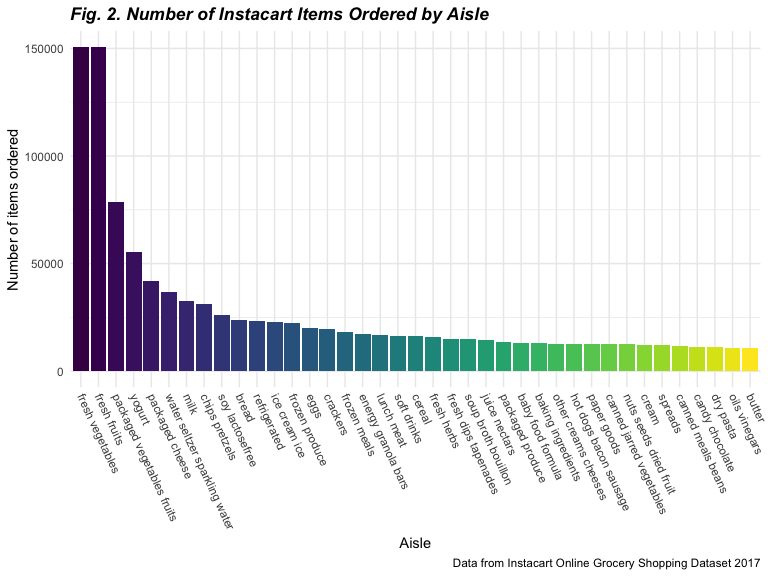 Fig. 2. Number of Instacart Items Ordered by Aisle
Number of items ordered
150000
100000
50000
0
fresh vegetables
fresh fruits
packaged vegetables fruits
yogurt
packaged cheese
water seltzer sparkling water
milk
chips pretzels
soy lactosefree
bread
refrigerated
ice cream ice
frozen produce
eggs
crackers
frozen meals
energy granola bars
lunch meat
soft drinks
cereal
fresh herbs
fresh dips tapenades
soup broth bouillon
juice nectars
packaged produce
baby food formula
baking ingredients
other creams cheeses
hot dogs bacon sausage
paper goods
canned jarred vegetables
nuts seeds dried fruit
cream
spreads
canned meals beans
candy chocolate
dry pasta
oils vinegars
butter
Aisle
Data from Instacart Online Grocery Shopping Dataset 2017